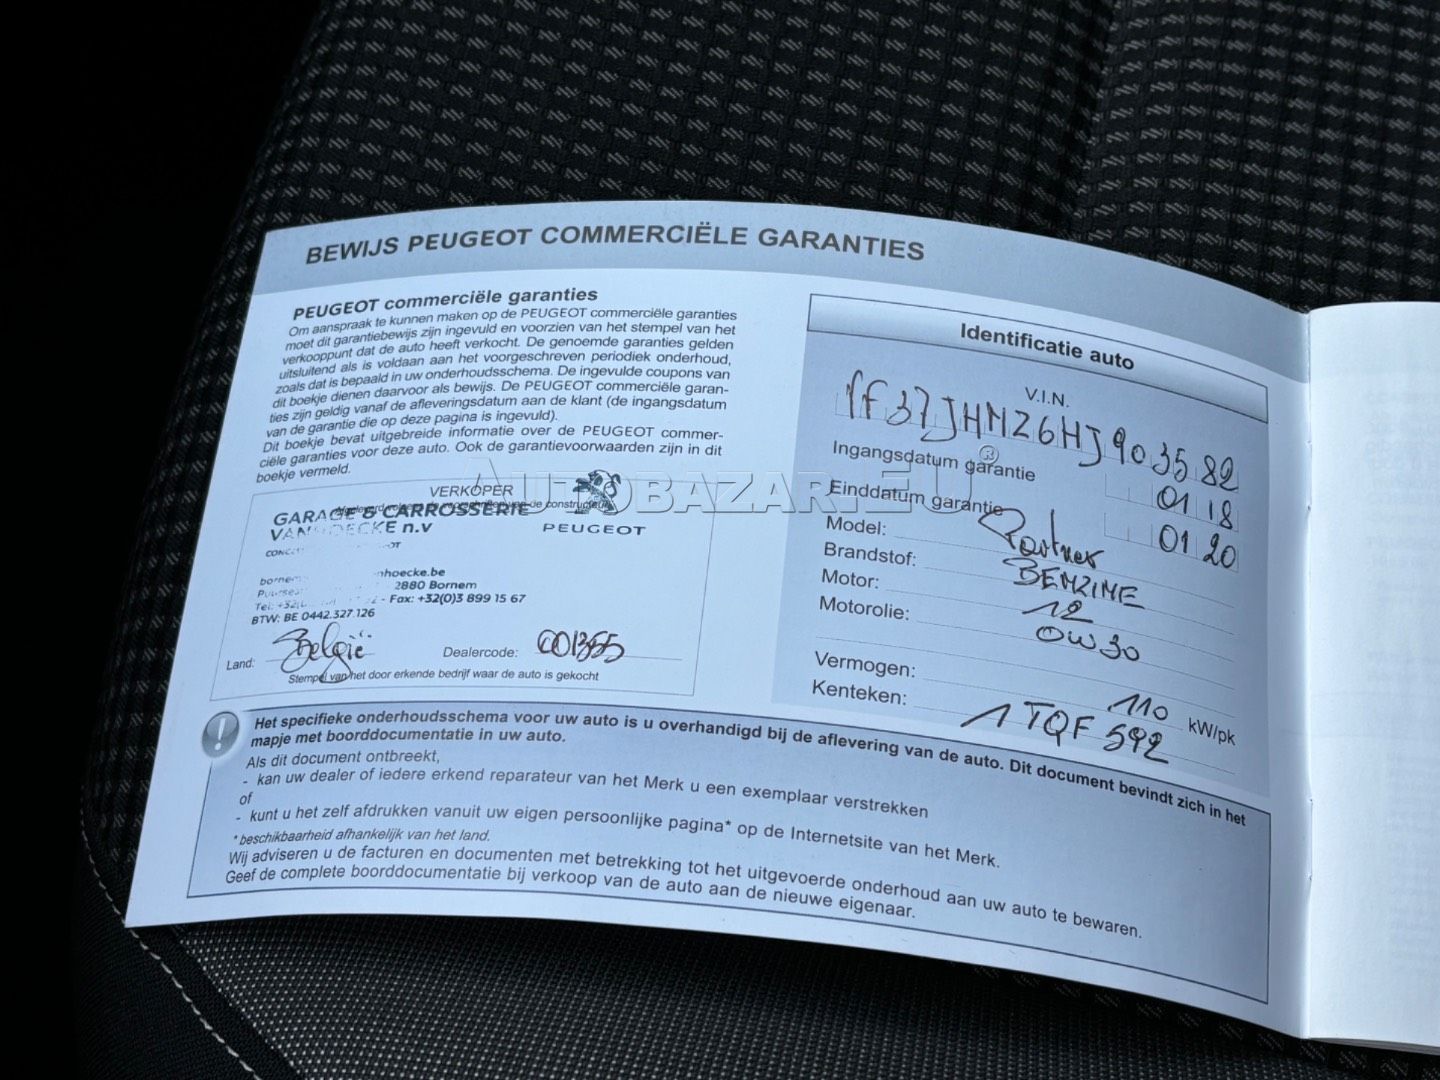 BEWIJS PEUGEOT COMMERCIËLE GARANTIES
PEUGEOT commerciële garanties
Om aanspraak te kunnen maken op de PEUGEOT commerciële garanties
moet dit garantiebewijs zijn ingevuld en voorzien van het stempel van het
verkooppunt dat de auto heeft verkocht. De genoemde garanties gelden
uitsluitend als is voldaan aan het voorgeschreven periodiek onderhoud,
zoals dat is bepaald in uw onderhoudsschema. De ingevulde coupons van
dit boekje dienen daarvoor als bewijs. De PEUGEOT commerciële garan-
ties zijn geldig vanaf de afleveringsdatum aan de klant (de ingangsdatum
van de garantie die op deze pagina is ingevuld).
Dit boekje bevat uitgebreide informatie over de PEUGEOT commer-
ciële garanties voor deze auto. Ook de garantievoorwaarden zijn in dit
boekje vermeld.
VERKOPER
GARAGE & CARROSSERIE
n.v
PEUGEOT
nhoecke.be
2880 Bornem
- Fax: +32(0)3 899 15 67
BTW: BE 0442.327.126
Land: België
Dealercode: 001355
Stempel van het door erkende bedrijf waar de auto is gekocht
Identificatie auto
V.I.N.
VF37JHMZ6HJ903582
Ingangsdatum garantie 01 18
Einddatum garantie 01 20
Model: Partner
Brandstof: BENZINE
Motor: 12
Motorolie: 0W30
Vermogen: 110 kW/pk
Kenteken: 1 TQF 592
AUTOBAZAR.EU®
Het specifieke onderhoudsschema voor uw auto is u overhandigd bij de aflevering van de auto. Dit document bevindt zich in het
mapje met boorddocumentatie in uw auto.
Als dit document ontbreekt,
- kan uw dealer of iedere erkend reparateur van het Merk u een exemplaar verstrekken
of
- kunt u het zelf afdrukken vanuit uw eigen persoonlijke pagina* op de Internetsite van het Merk.
* beschikbaarheid afhankelijk van het land.
Wij adviseren u de facturen en documenten met betrekking tot het uitgevoerde onderhoud aan uw auto te bewaren.
Geef de complete boorddocumentatie bij verkoop van de auto aan de nieuwe eigenaar.